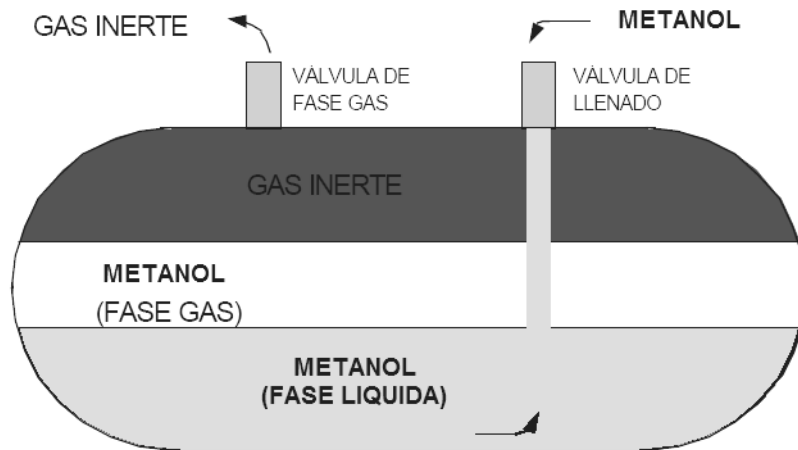 GAS INERTE
METANOL
VÁLVULA DE
FASE GAS
VÁLVULA DE
LLENADO
GAS INERTE
METANOL
(FASE GAS)
METANOL
(FASE LIQUIDA)